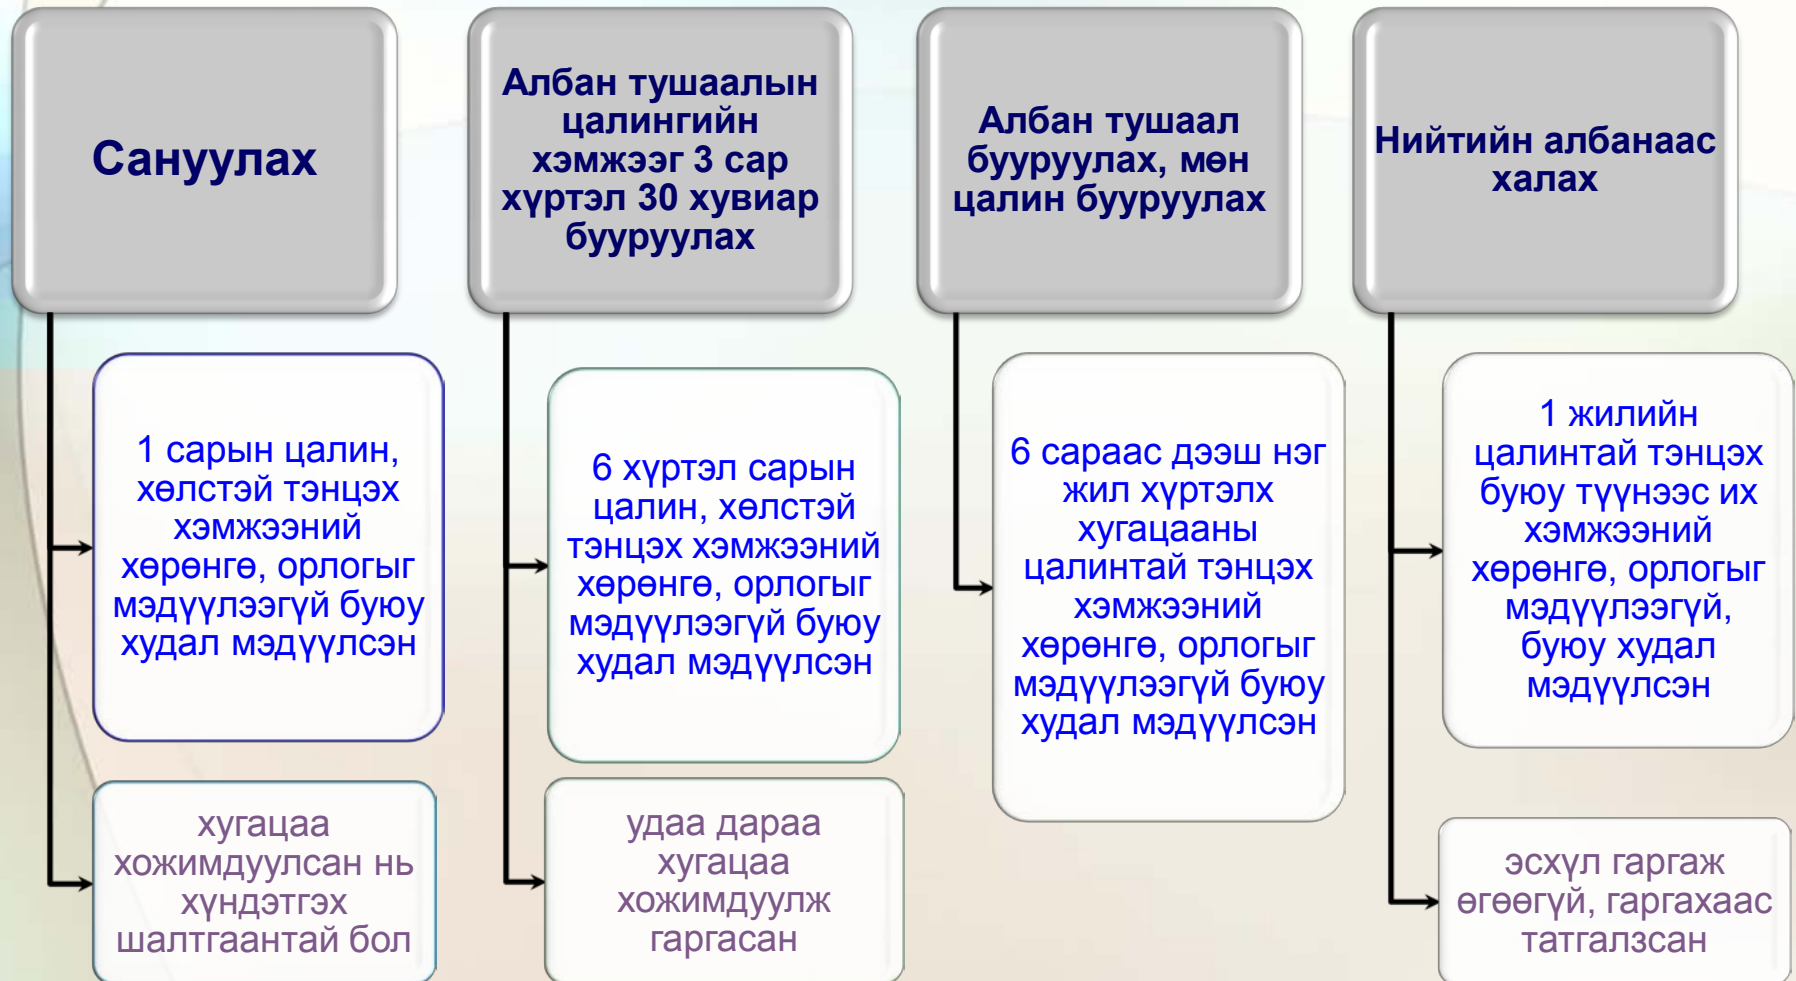 Сануулах
1 сарын цалин,
хөлстэй тэнцэх
хэмжээний
хөрөнгө, орлогыг
мэдүүлээгүй буюу
худал мэдүүлсэн
хугацаа
хожимдуулсан нь
хүндэтгэх
шалтгаантай бол
Албан тушаалын
цалингийн
хэмжээг 3 сар
хүртэл 30 хувиар
бууруулах
6 хүртэл сарын
цалин, хөлстэй
тэнцэх хэмжээний
хөрөнгө, орлогыг
мэдүүлээгүй буюу
худал мэдүүлсэн
удаа дараа
хугацаа
хожимдуулж
гаргасан
Албан тушаал
бууруулах, мөн
цалин бууруулах
6 сараас дээш нэг
жил хүртэлх
хугацааны
цалинтай тэнцэх
хэмжээний
хөрөнгө, орлогыг
мэдүүлээгүй буюу
худал мэдүүлсэн
Нийтийн албанаас
халах
1 жилийн
цалинтай тэнцэх
буюу түүнээс их
хэмжээний
хөрөнгө, орлогыг
мэдүүлээгүй,
буюу худал
мэдүүлсэн
эсхүл гаргаж
өгөөгүй, гаргахаас
татгалзсан